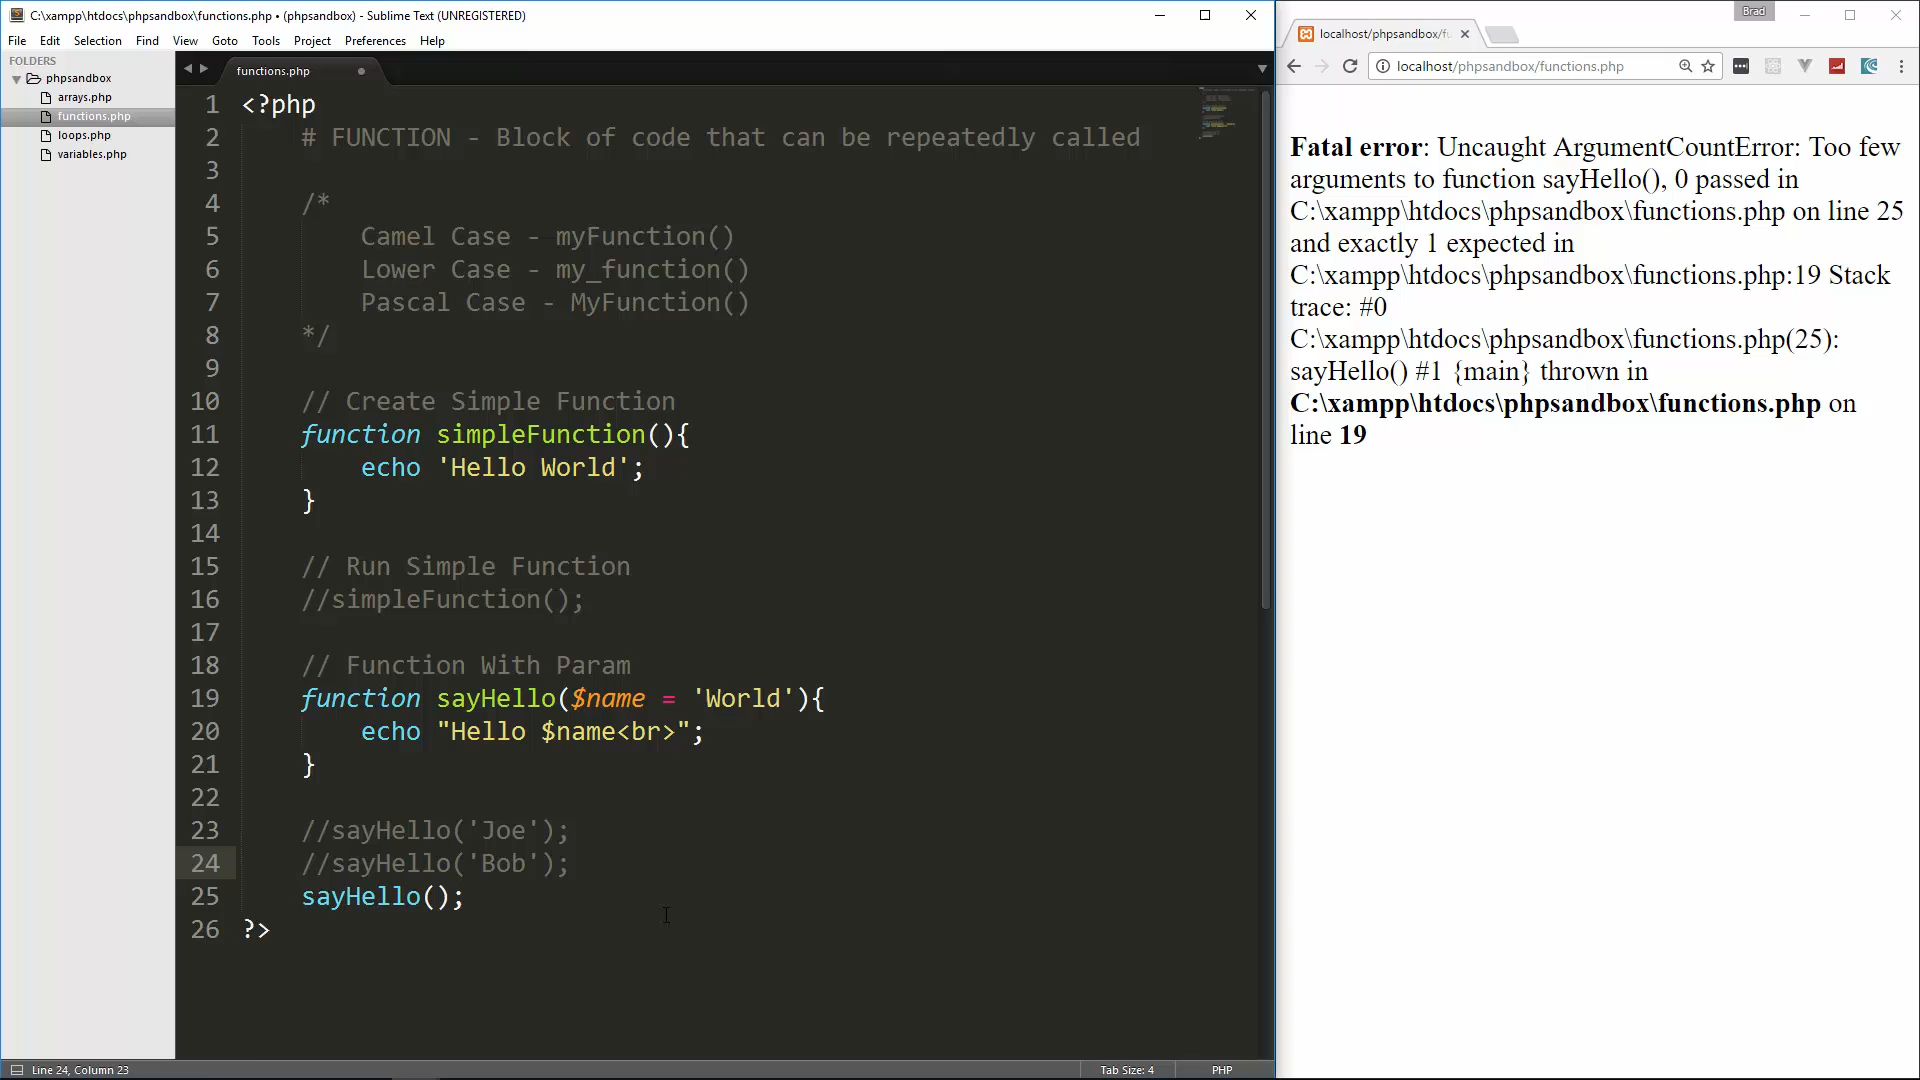 C:\xampp\htdocs\phpsandbox\functions.php • (phpsandbox) - Sublime Text (UNREGISTERED)
File Edit Selection Find View Goto Tools Project Preferences Help
FOLDERS
phpsandbox
arrays.php
functions.php
loops.php
variables.php
functions.php
1 <?php
2 # FUNCTION - Block of code that can be repeatedly called
3
4 /*
5 Camel Case - myFunction()
6 Lower Case - my_function()
7 Pascal Case - MyFunction()
8 */
9
10 // Create Simple Function
11 function simpleFunction(){
12 echo 'Hello World';
13 }
14
15 // Run Simple Function
16 //simpleFunction();
17
18 // Function With Param
19 function sayHello($name = 'World'){
20 echo "Hello $name<br>";
21 }
22
23 //sayHello('Joe');
24 //sayHello('Bob');
25 sayHello();
26 ?>
Line 24, Column 23
Tab Size: 4
PHP
Brad
localhost/phpsandbox/fu
localhost/phpsandbox/functions.php
Fatal error: Uncaught ArgumentCountError: Too few
arguments to function sayHello(), 0 passed in
C:\xampp\htdocs\phpsandbox\functions.php on line 25
and exactly 1 expected in
C:\xampp\htdocs\phpsandbox\functions.php:19 Stack
trace: #0
C:\xampp\htdocs\phpsandbox\functions.php(25):
sayHello() #1 {main} thrown in
C:\xampp\htdocs\phpsandbox\functions.php on
line 19